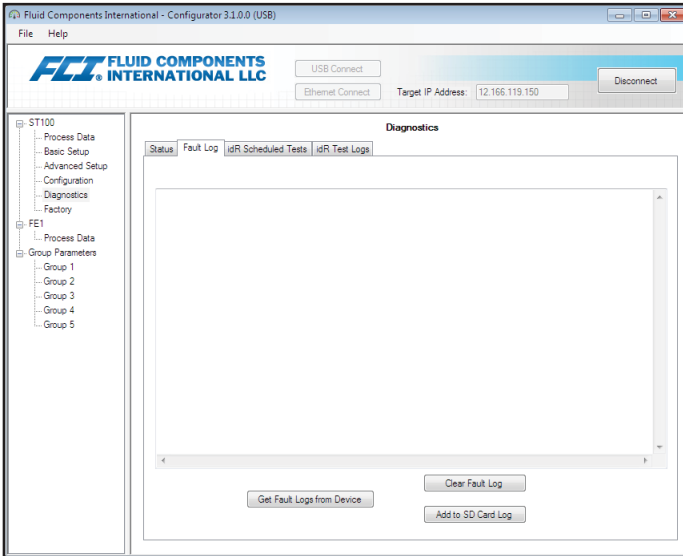 Fluid Components International - Configurator 3.1.0.0 (USB)
File Help
FCI® FLUID COMPONENTS
INTERNATIONAL LLC
USB Connect
Ethernet Connect
Target IP Address: 12.166.119.150
Disconnect
ST100
Process Data
Basic Setup
Advanced Setup
Configuration
Diagnostics
Factory
FE1
Process Data
Group Parameters
Group 1
Group 2
Group 3
Group 4
Group 5
Diagnostics
Status Fault Log idR Scheduled Tests idR Test Logs
Get Fault Logs from Device
Clear Fault Log
Add to SD Card Log